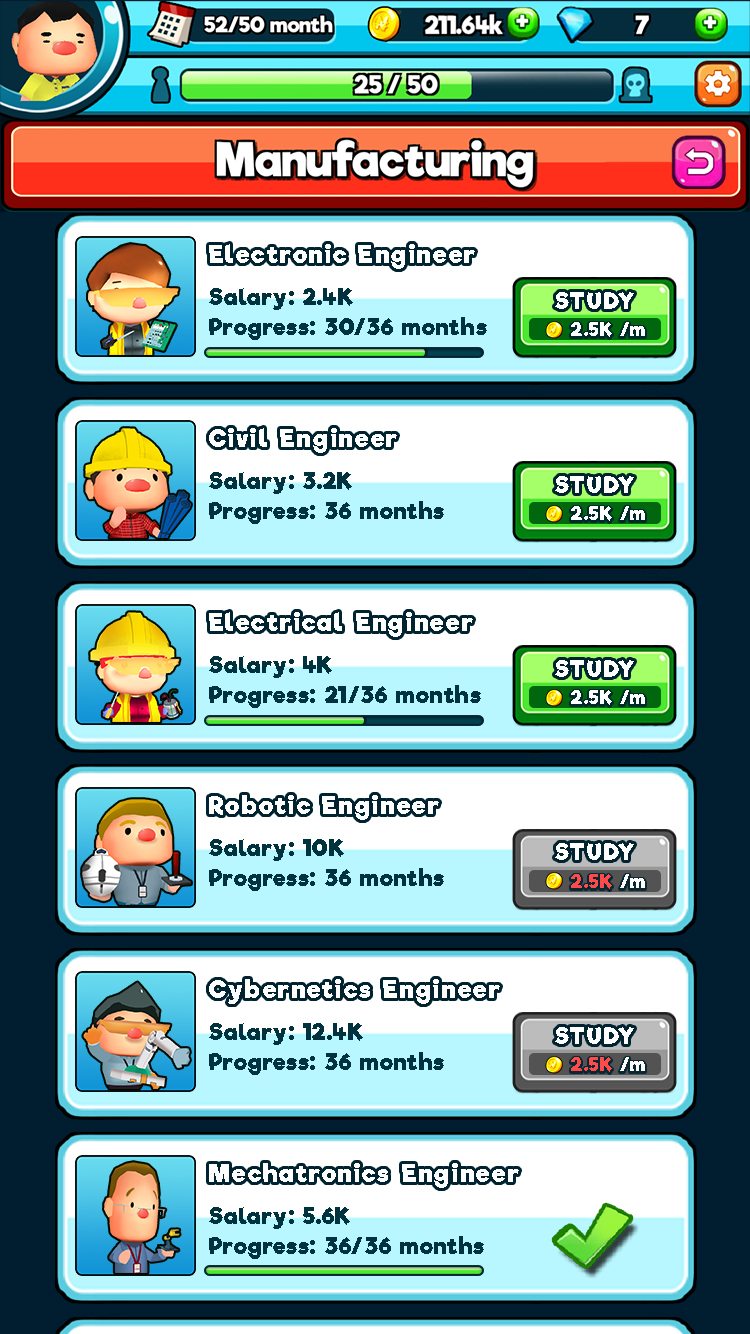 52/50 month
211.64k
7
25 / 50
Manufacturing
Electronic Engineer
Salary: 2.4K
Progress: 30/36 months
STUDY
2.5K /m
Civil Engineer
Salary: 3.2K
Progress: 36 months
STUDY
2.5K /m
Electrical Engineer
Salary: 4K
Progress: 21/36 months
STUDY
2.5K /m
Robotic Engineer
Salary: 10K
Progress: 36 months
STUDY
2.5K /m
Cybernetics Engineer
Salary: 12.4K
Progress: 36 months
STUDY
2.5K /m
Mechatronics Engineer
Salary: 5.6K
Progress: 36/36 months